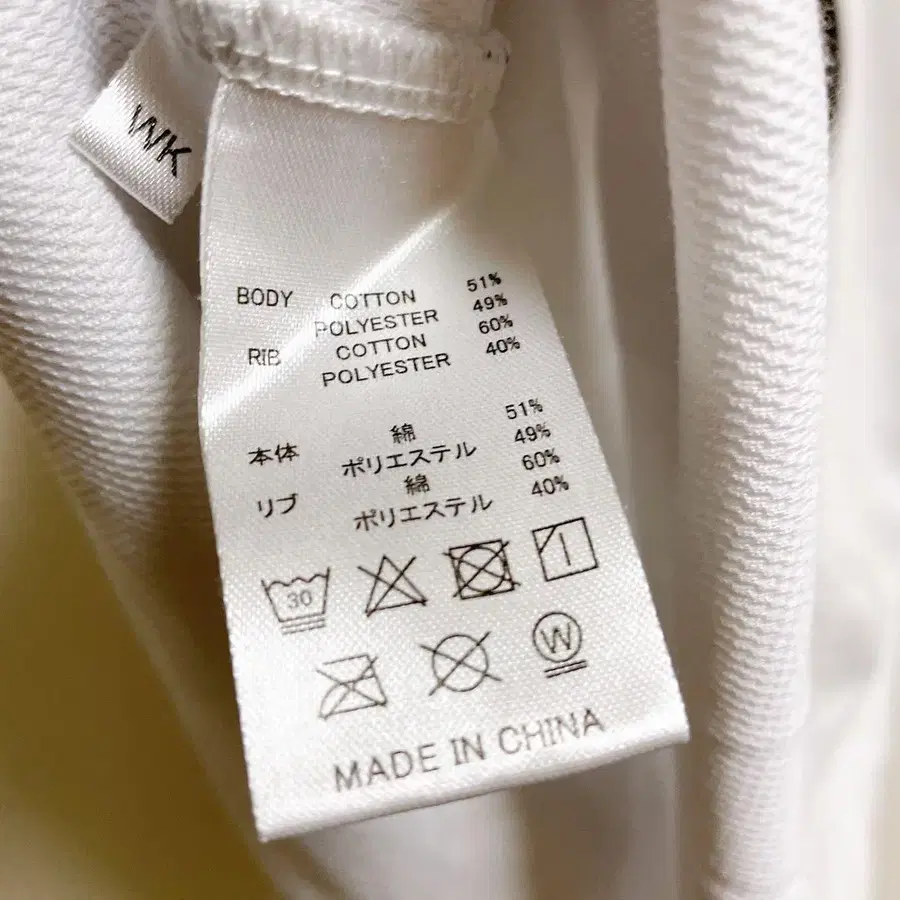 WK
BODY COTTON 51%
POLYESTER 49%
RIB COTTON 60%
POLYESTER 40%
本体 綿 51%
ポリエステル 49%
リブ 綿 60%
ポリエステル 40%
30
W
MADE IN CHINA